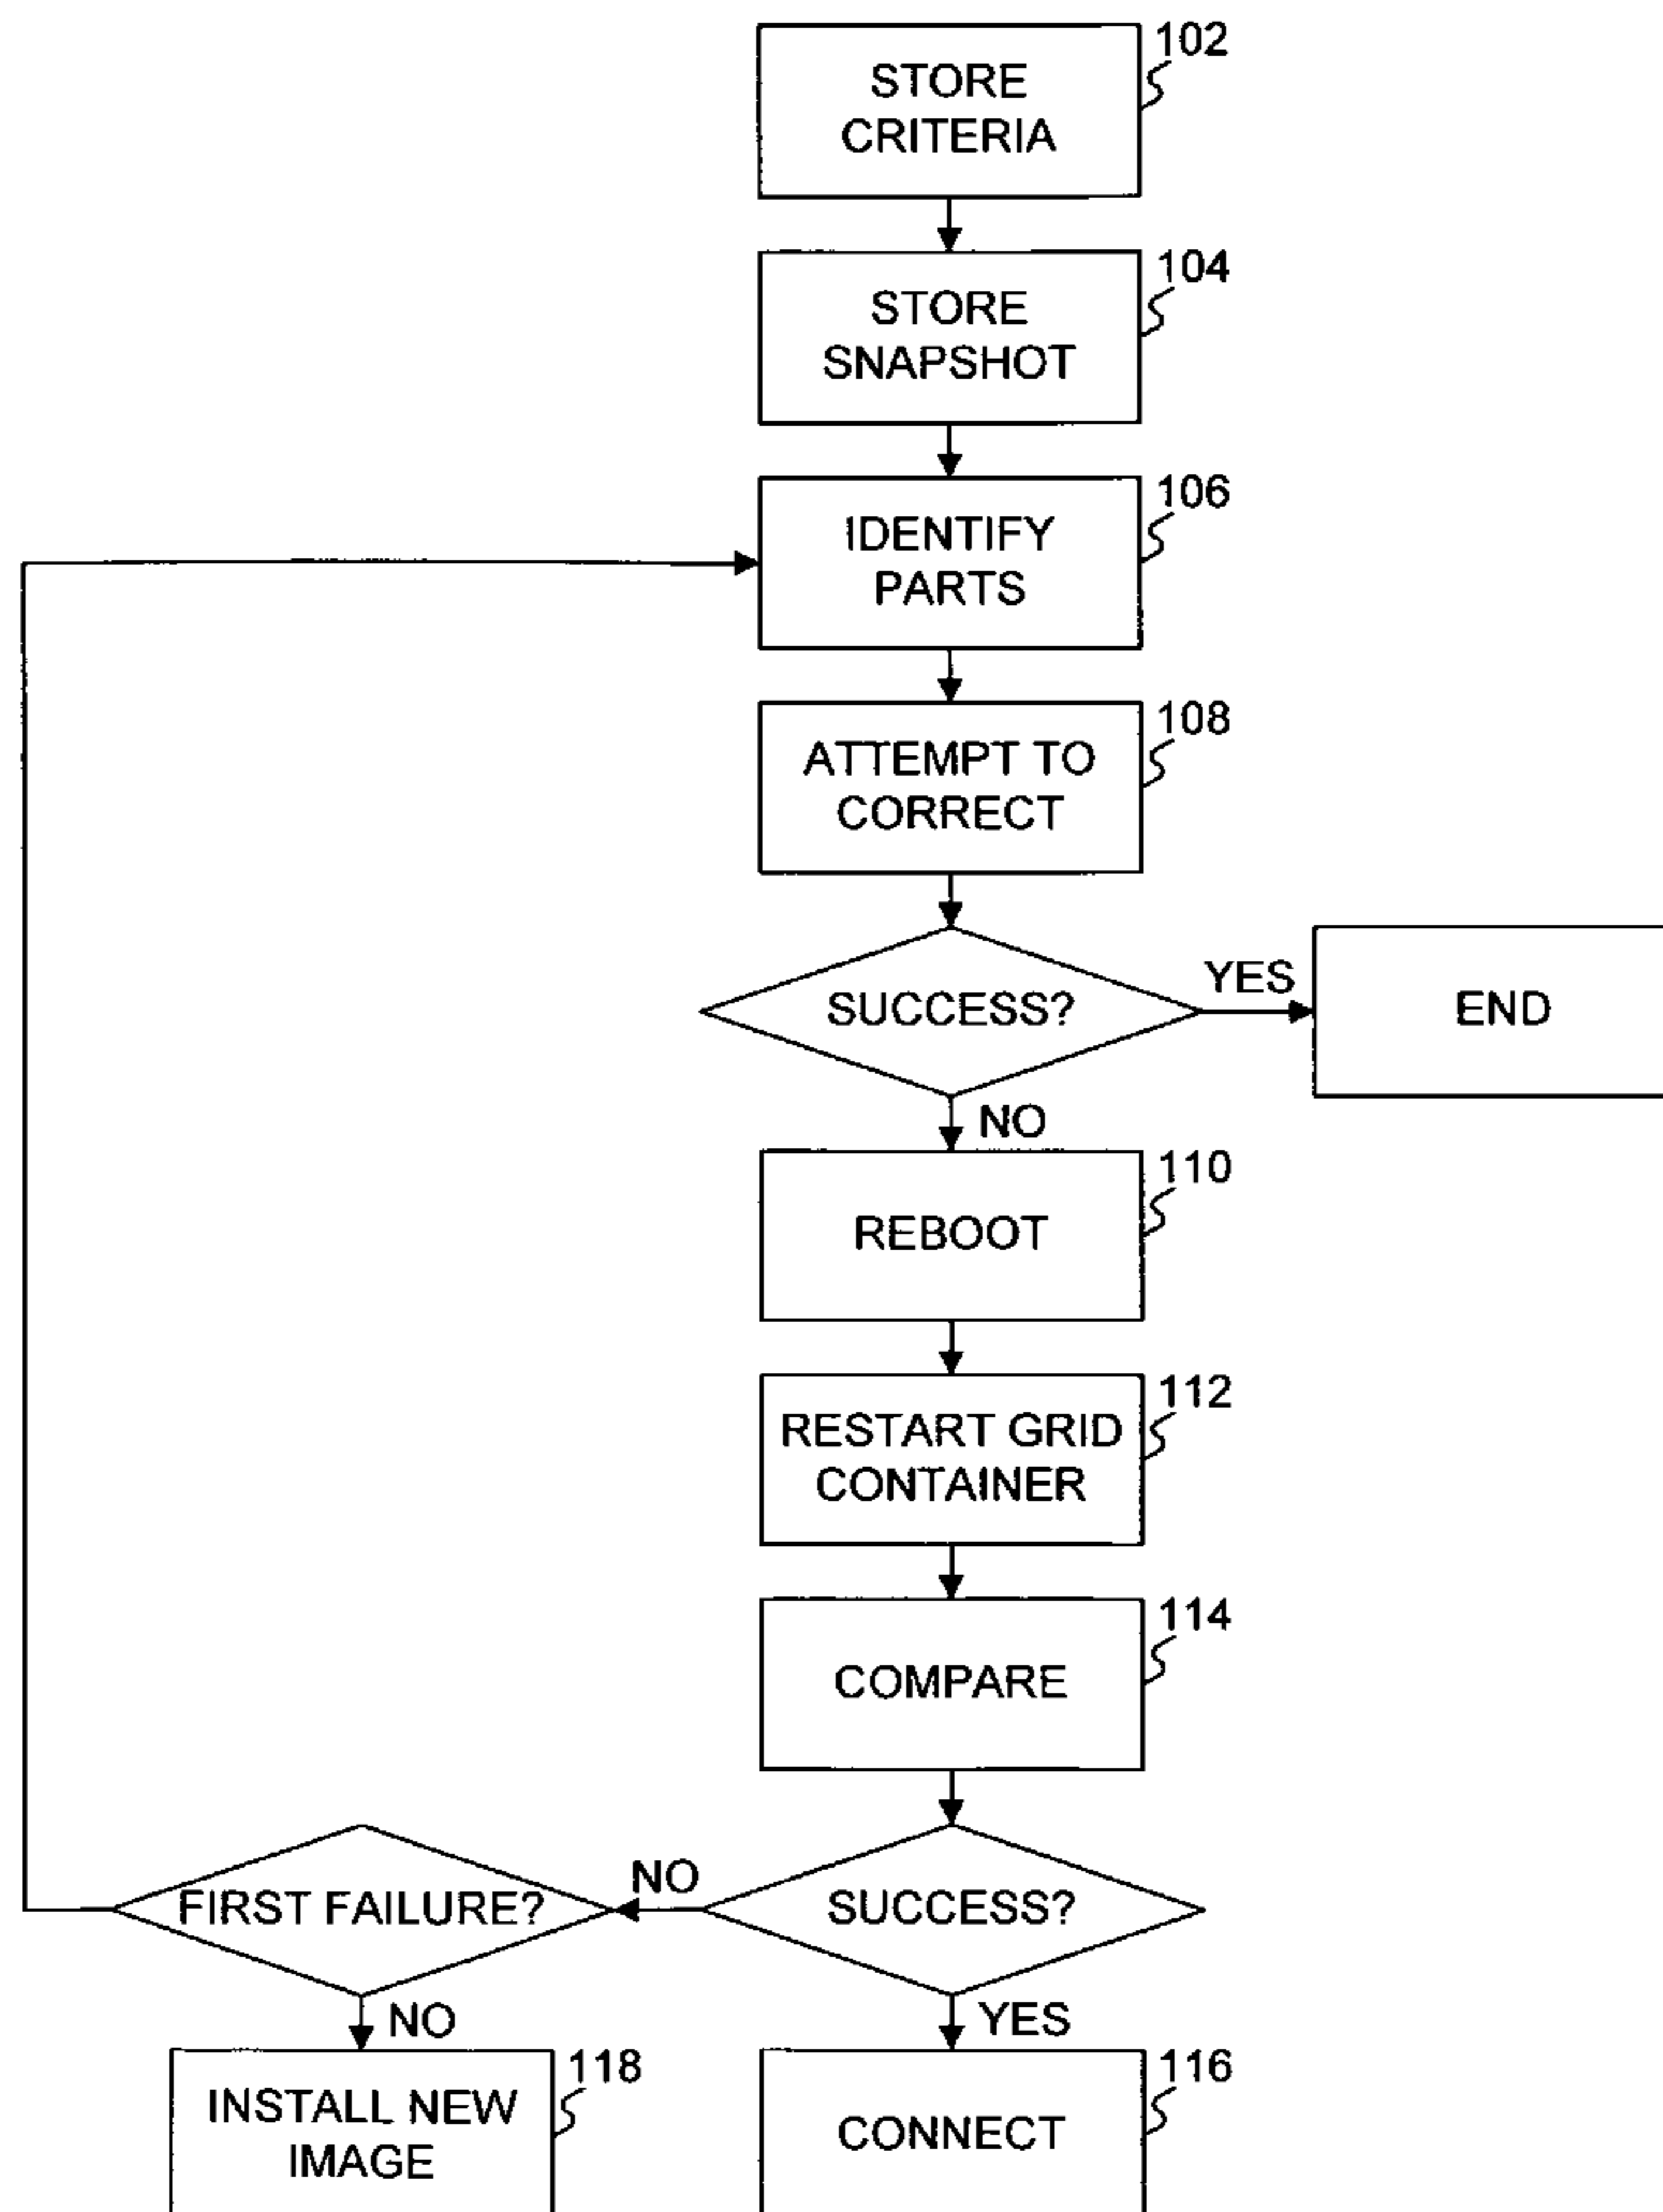 102
STORE
CRITERIA
104
STORE
SNAPSHOT
106
IDENTIFY
PARTS
108
ATTEMPT TO
CORRECT
SUCCESS?
YES
END
NO
110
REBOOT
112
RESTART GRID
CONTAINER
114
COMPARE
FIRST FAILURE?
NO
SUCCESS?
NO
YES
118
INSTALL NEW
IMAGE
116
CONNECT